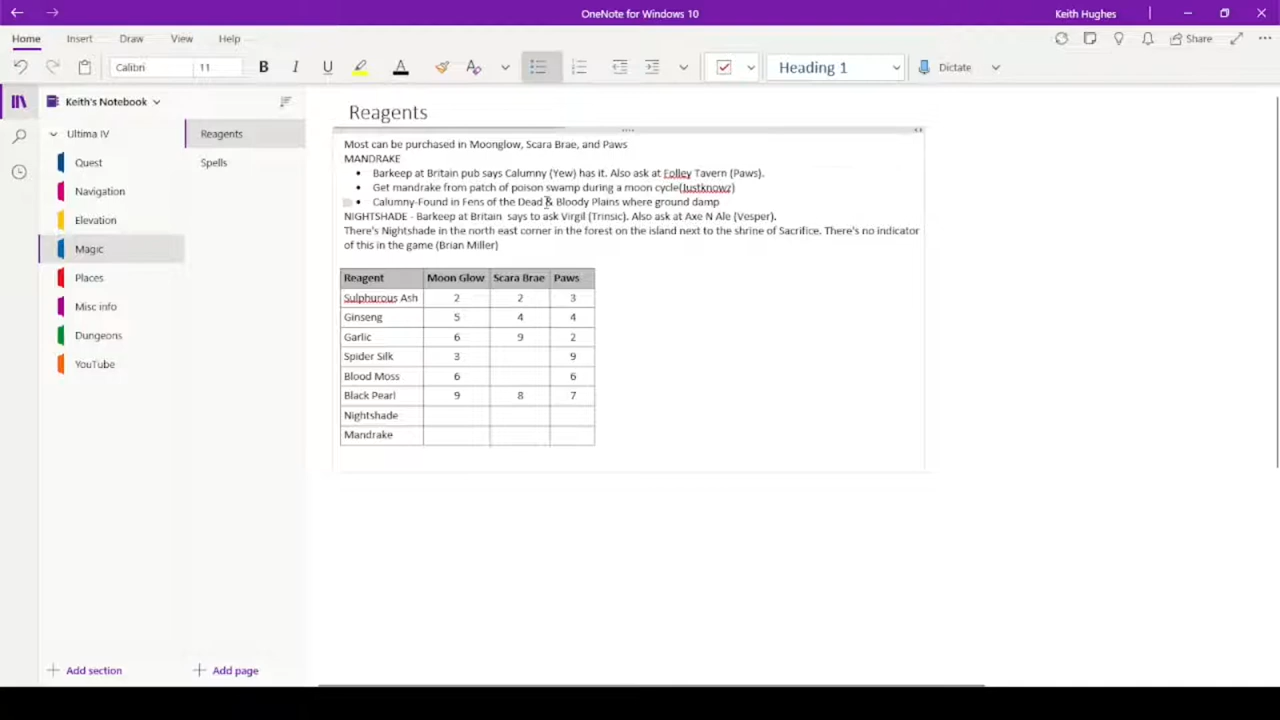 OneNote for Windows 10
Keith Hughes
Home Insert Draw View Help
Share
Calibri 11 B I U A Heading 1 Dictate
Keith's Notebook
Ultima IV
Quest
Navigation
Elevation
Magic
Places
Misc info
Dungeons
YouTube
Add section
Reagents
Spells
Add page
Reagents
Most can be purchased in Moonglow, Scara Brae, and Paws
MANDRAKE
• Barkeep at Britain pub says Calumny (Yew) has it. Also ask at Folley Tavern (Paws).
• Get mandrake from patch of poison swamp during a moon cycle(Justknowz)
• Calumny-Found in Fens of the Dead & Bloody Plains where ground damp
NIGHTSHADE - Barkeep at Britain says to ask Virgil (Trinsic). Also ask at Axe N Ale (Vesper).
There's Nightshade in the north east corner in the forest on the island next to the shrine of Sacrifice. There's no indicator
of this in the game (Brian Miller)
Reagent Moon Glow Scara Brae Paws
Sulphurous Ash 2 2 3
Ginseng 5 4 4
Garlic 6 9 2
Spider Silk 3 9
Blood Moss 6 6
Black Pearl 9 8 7
Nightshade
Mandrake